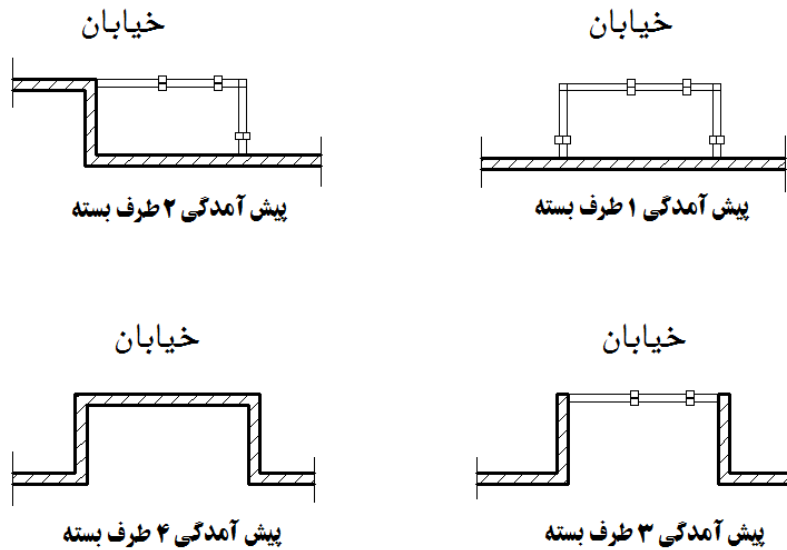 خیابان
خیابان
پیش آمدگی ۱ طرف بسته
پیش آمدگی ۲ طرف بسته
خیابان
خیابان
پیش آمدگی ۳ طرف بسته
پیش آمدگی ۴ طرف بسته